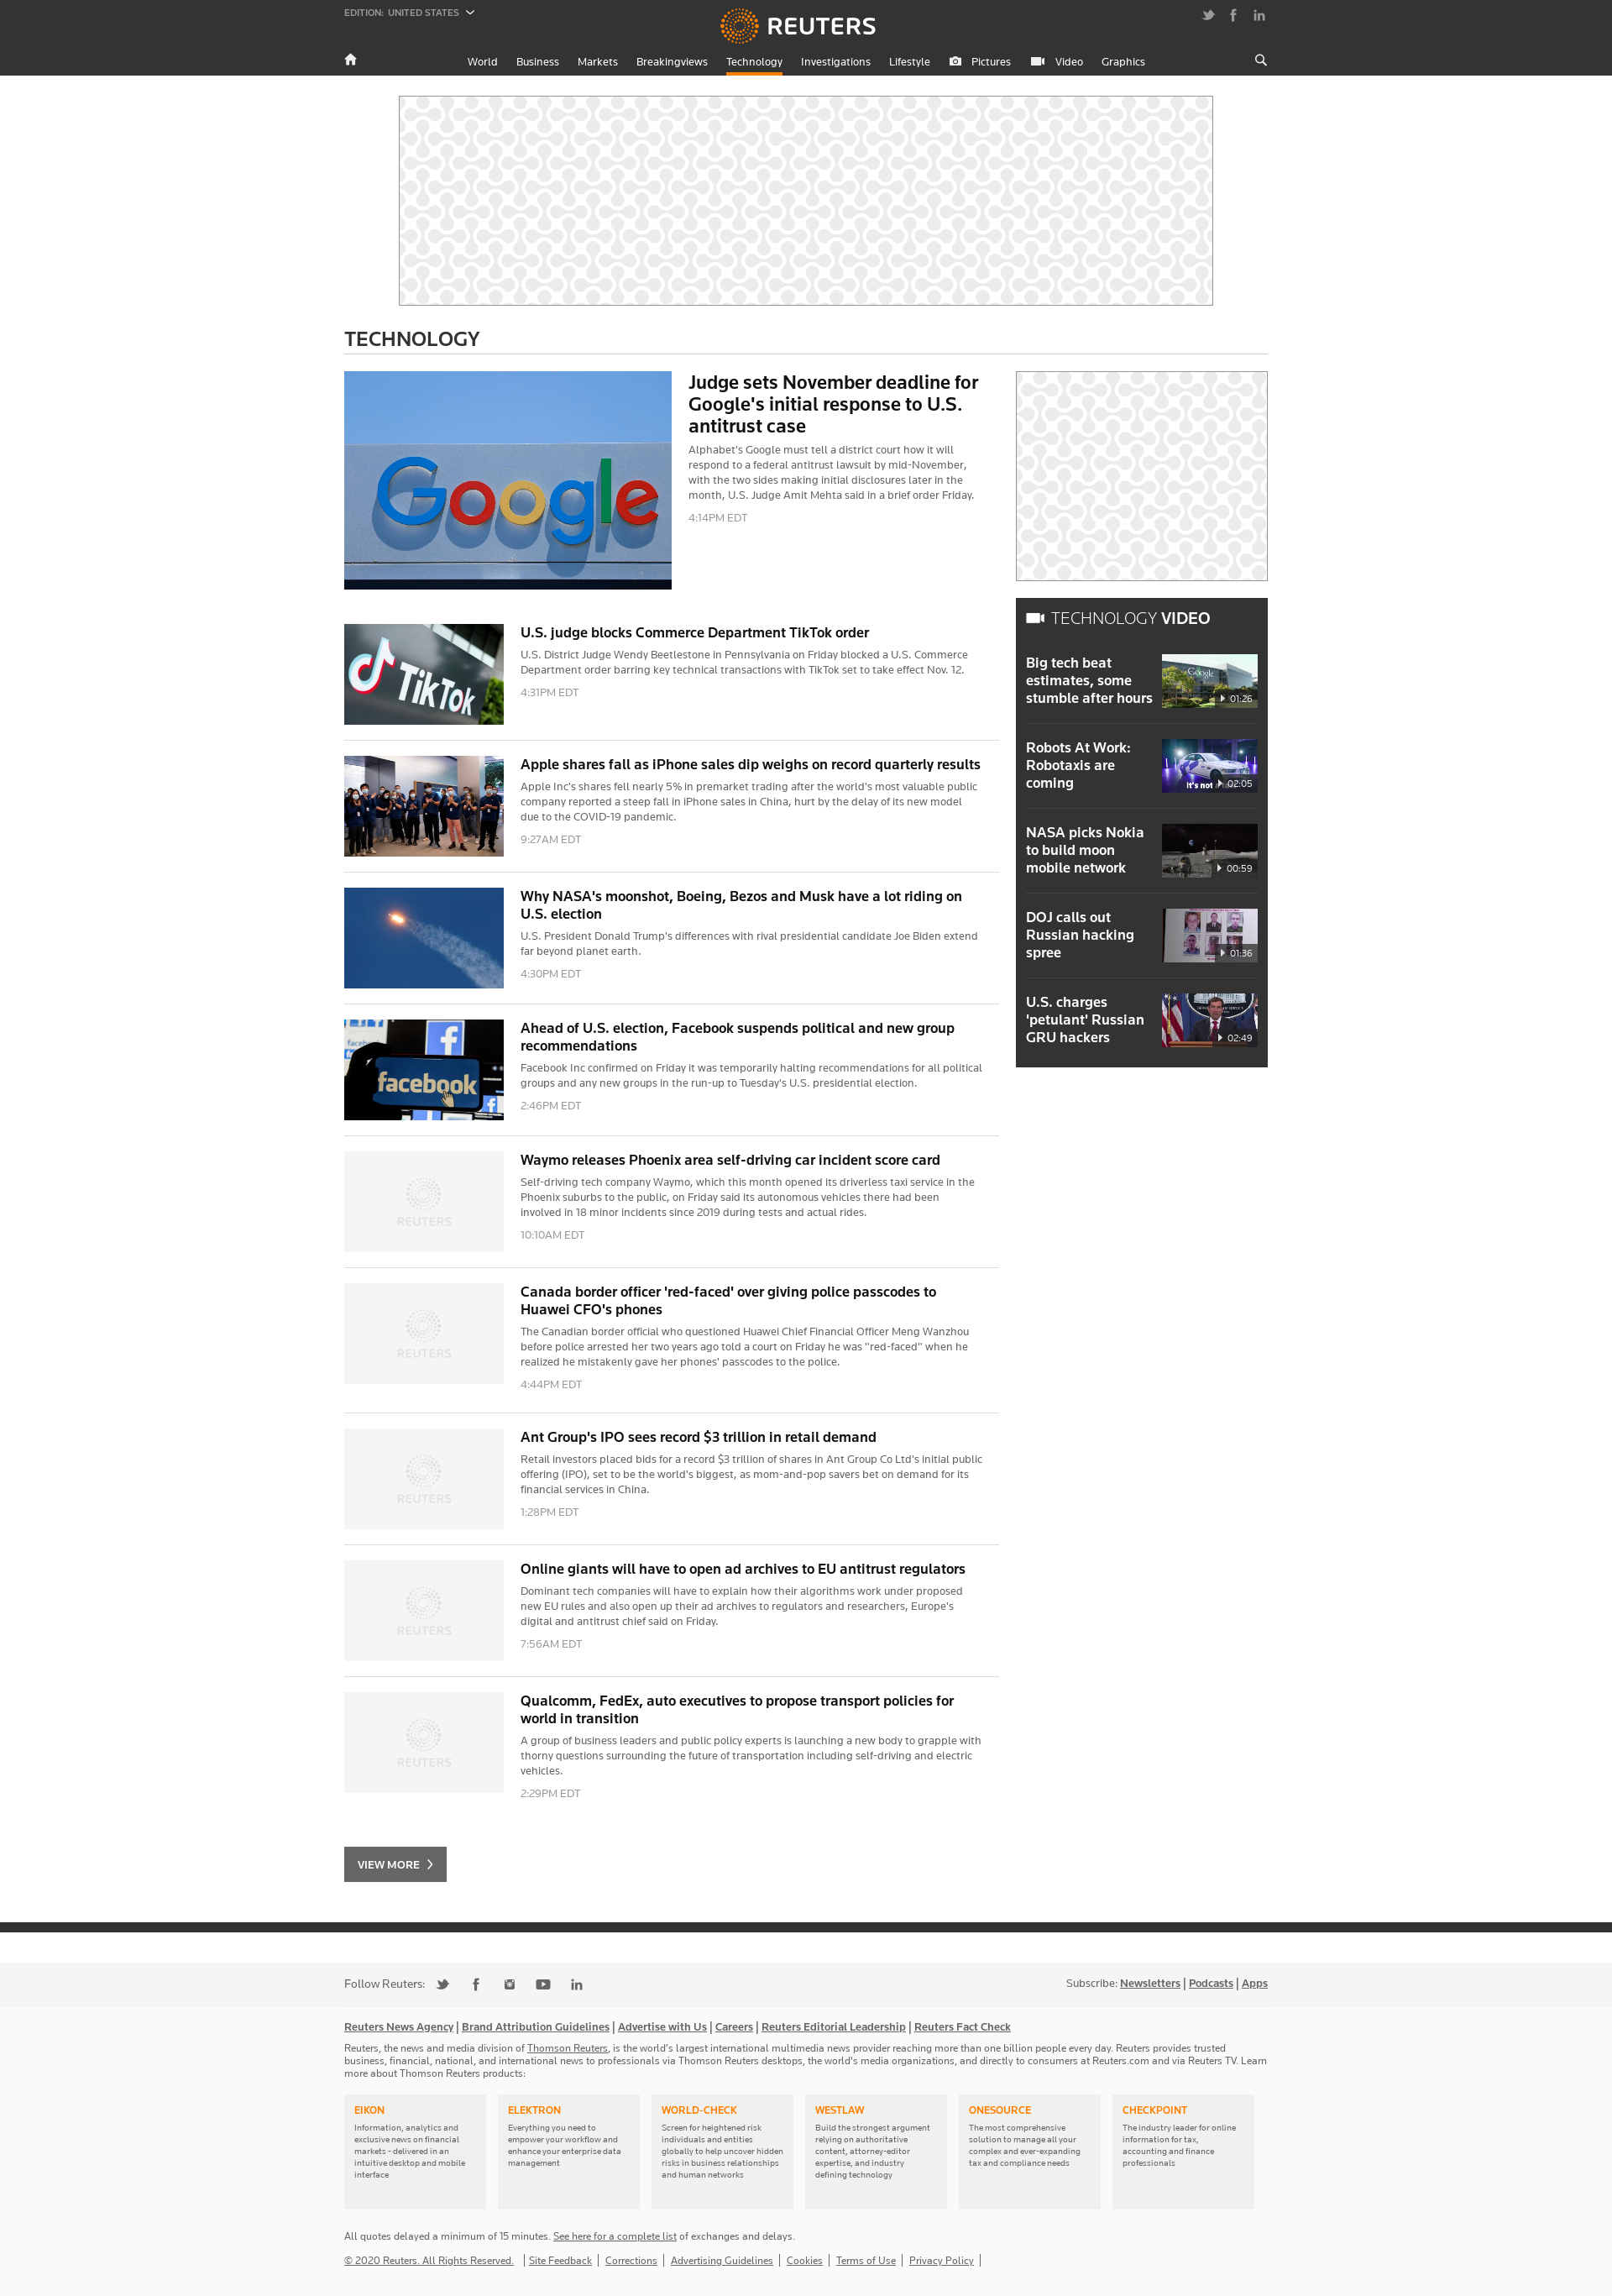 EDITION: UNITED STATES
REUTERS
World Business Markets Breakingviews Technology Investigations Lifestyle Pictures Video Graphics
TECHNOLOGY
Google
Judge sets November deadline for
Google's initial response to U.S.
antitrust case
Alphabet's Google must tell a district court how it will
respond to a federal antitrust lawsuit by mid-November,
with the two sides making initial disclosures later in the
month, U.S. Judge Amit Mehta said in a brief order Friday.
4:14PM EDT
TikTok
U.S. judge blocks Commerce Department TikTok order
U.S. District Judge Wendy Beetlestone in Pennsylvania on Friday blocked a U.S. Commerce
Department order barring key technical transactions with TikTok set to take effect Nov. 12.
4:31PM EDT
Apple shares fall as iPhone sales dip weighs on record quarterly results
Apple Inc's shares fell nearly 5% in premarket trading after the world's most valuable public
company reported a steep fall in iPhone sales in China, hurt by the delay of its new model
due to the COVID-19 pandemic.
9:27AM EDT
Why NASA's moonshot, Boeing, Bezos and Musk have a lot riding on
U.S. election
U.S. President Donald Trump's differences with rival presidential candidate Joe Biden extend
far beyond planet earth.
4:30PM EDT
facebook
Ahead of U.S. election, Facebook suspends political and new group
recommendations
Facebook Inc confirmed on Friday it was temporarily halting recommendations for all political
groups and any new groups in the run-up to Tuesday's U.S. presidential election.
2:46PM EDT
REUTERS
Waymo releases Phoenix area self-driving car incident score card
Self-driving tech company Waymo, which this month opened its driverless taxi service in the
Phoenix suburbs to the public, on Friday said its autonomous vehicles there had been
involved in 18 minor incidents since 2019 during tests and actual rides.
10:10AM EDT
REUTERS
Canada border officer 'red-faced' over giving police passcodes to
Huawei CFO's phones
The Canadian border official who questioned Huawei Chief Financial Officer Meng Wanzhou
before police arrested her two years ago told a court on Friday he was "red-faced" when he
realized he mistakenly gave her phones' passcodes to the police.
4:44PM EDT
REUTERS
Ant Group's IPO sees record $3 trillion in retail demand
Retail investors placed bids for a record $3 trillion of shares in Ant Group Co Ltd's initial public
offering (IPO), set to be the world's biggest, as mom-and-pop savers bet on demand for its
financial services in China.
1:28PM EDT
REUTERS
Online giants will have to open ad archives to EU antitrust regulators
Dominant tech companies will have to explain how their algorithms work under proposed
new EU rules and also open up their ad archives to regulators and researchers, Europe's
digital and antitrust chief said on Friday.
7:56AM EDT
REUTERS
Qualcomm, FedEx, auto executives to propose transport policies for
world in transition
A group of business leaders and public policy experts is launching a new body to grapple with
thorny questions surrounding the future of transportation including self-driving and electric
vehicles.
2:29PM EDT
VIEW MORE
TECHNOLOGY VIDEO
Big tech beat
estimates, some
stumble after hours
Google
01:26
Robots At Work:
Robotaxis are
coming
It's not a
02:05
NASA picks Nokia
to build moon
mobile network
00:59
DOJ calls out
Russian hacking
spree
01:36
U.S. charges
'petulant' Russian
GRU hackers
02:49
Follow Reuters:
Subscribe: Newsletters | Podcasts | Apps
Reuters News Agency | Brand Attribution Guidelines | Advertise with Us | Careers | Reuters Editorial Leadership | Reuters Fact Check
Reuters, the news and media division of Thomson Reuters, is the world's largest international multimedia news provider reaching more than one billion people every day. Reuters provides trusted
business, financial, national, and international news to professionals via Thomson Reuters desktops, the world's media organizations, and directly to consumers at Reuters.com and via Reuters TV. Learn
more about Thomson Reuters products:
EIKON
Information, analytics and
exclusive news on financial
markets - delivered in an
intuitive desktop and mobile
interface
ELEKTRON
Everything you need to
empower your workflow and
enhance your enterprise data
management
WORLD-CHECK
Screen for heightened risk
individuals and entities
globally to help uncover hidden
risks in business relationships
and human networks
WESTLAW
Build the strongest argument
relying on authoritative
content, attorney-editor
expertise, and industry
defining technology
ONESOURCE
The most comprehensive
solution to manage all your
complex and ever-expanding
tax and compliance needs
CHECKPOINT
The industry leader for online
information for tax,
accounting and finance
professionals
All quotes delayed a minimum of 15 minutes. See here for a complete list of exchanges and delays.
© 2020 Reuters. All Rights Reserved. | Site Feedback | Corrections | Advertising Guidelines | Cookies | Terms of Use | Privacy Policy |